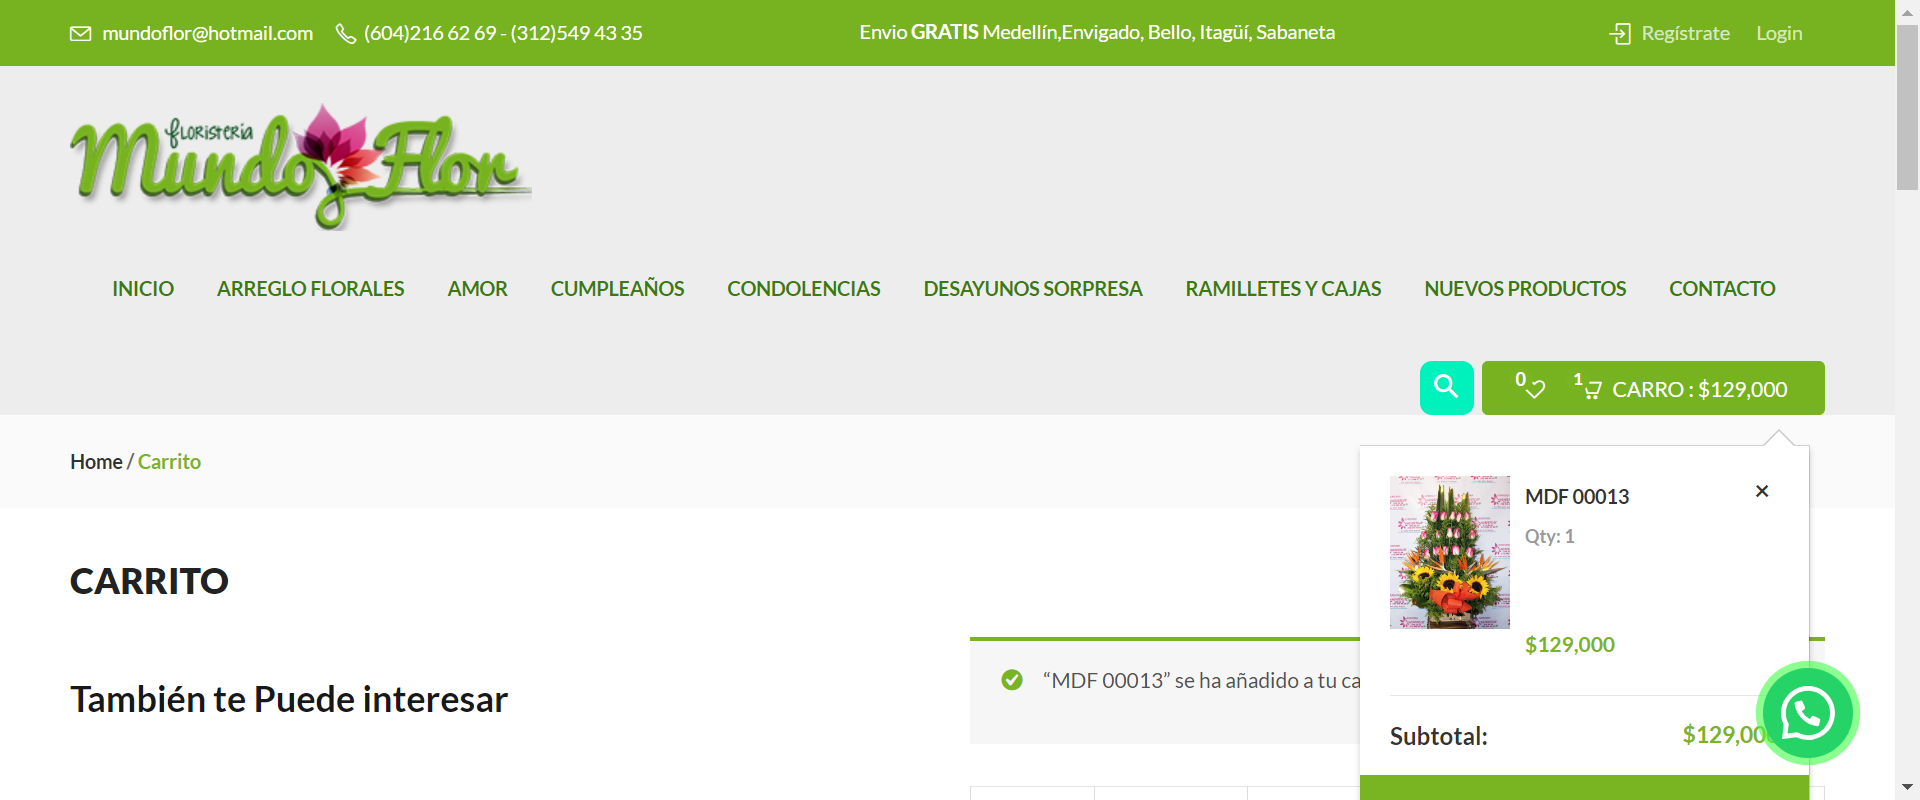 mundoflor@hotmail.com
(604)216 62 69 - (312)549 43 35
Envio GRATIS Medellín,Envigado, Bello, Itagüí, Sabaneta
Regístrate
Login
FLORISTERÍA
Mundo Flor
INICIO
ARREGLO FLORALES
AMOR
CUMPLEAÑOS
CONDOLENCIAS
DESAYUNOS SORPRESA
RAMILLETES Y CAJAS
NUEVOS PRODUCTOS
CONTACTO
0
1
CARRO : $129,000
Home / Carrito
MDF 00013
Qty: 1
$129,000
CARRITO
“MDF 00013” se ha añadido a tu ca
También te Puede interesar
Subtotal:
$129,00